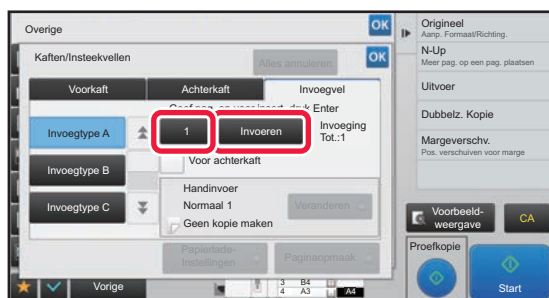 Overige
OK
Kaften/Insteekvellen
Alles annuleren
OK
Voorkaft
Achterkaft
Invoegvel
druk Enter
Invoegtype A
1
Invoeren
Invoeging
Tot.:1
Voor achterkaft
Invoegtype B
Handinvoer
Normaal 1
Veranderen
Geen kopie maken
Invoegtype C
Papierlade-
Instellingen
Paginaopmaak
Vorige
3 B4
4 A3
A4
Origineel
Aanp. Formaat/Richting.
N-Up
Meer pag. op een pag. plaatsen
Uitvoer
Dubbelz. Kopie
Margeverschv.
Pos. verschuiven voor marge
Voorbeeld-
weergave
CA
Proefkopie
Start